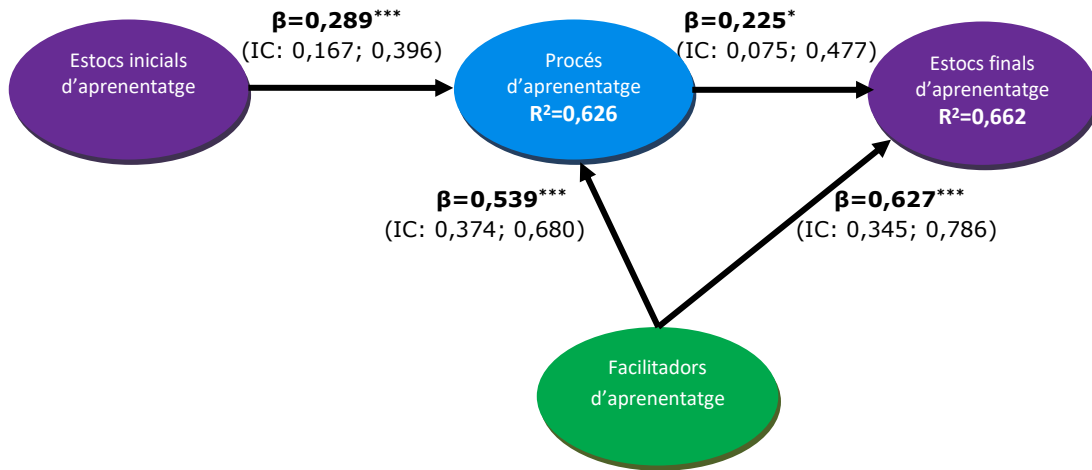 β=0,289***
(IC: 0,167; 0,396)
β=0,225*
(IC: 0,075; 0,477)
Estocs inicials
d’aprenentatge
Procés
d’aprenentatge
R²=0,626
Estocs finals
d’aprenentatge
R²=0,662
β=0,539***
(IC: 0,374; 0,680)
β=0,627***
(IC: 0,345; 0,786)
Facilitadors
d’aprenentatge